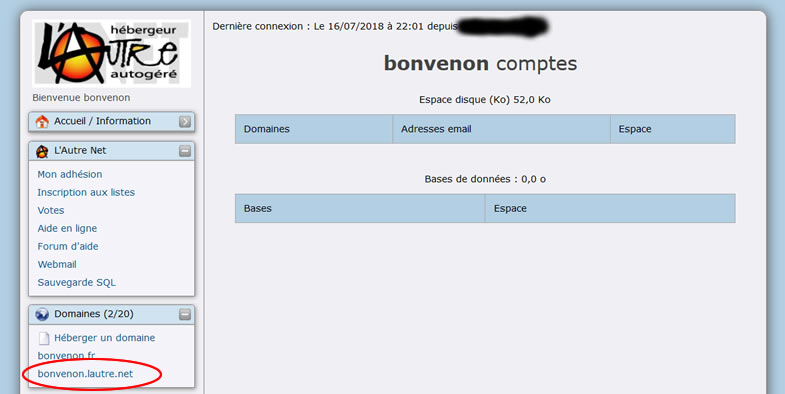 hébergeur
L'AUTRE
autogéré
Bienvenue bonvenon
Accueil / Information
L'Autre Net
Mon adhésion
Inscription aux listes
Votes
Aide en ligne
Forum d'aide
Webmail
Sauvegarde SQL
Domaines (2/20)
Héberger un domaine
bonvenon.fr
bonvenon.lautre.net
Dernière connexion : Le 16/07/2018 à 22:01 depuis
bonvenon comptes
Espace disque (Ko) 52,0 Ko
Domaines Adresses email Espace
Bases de données : 0,0 o
Bases Espace